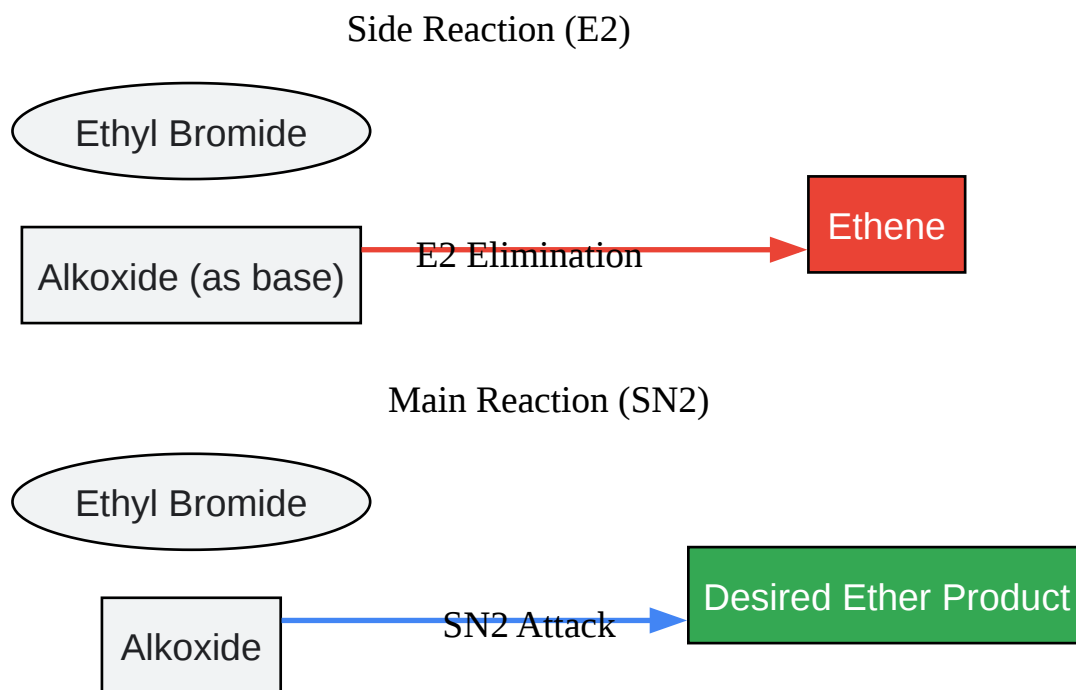 Side Reaction (E2)
Ethyl Bromide
Ethene
Alkoxide (as base)
E2 Elimination
Main Reaction (SN2)
Ethyl Bromide
Desired Ether Product
Alkoxide
SN2 Attack